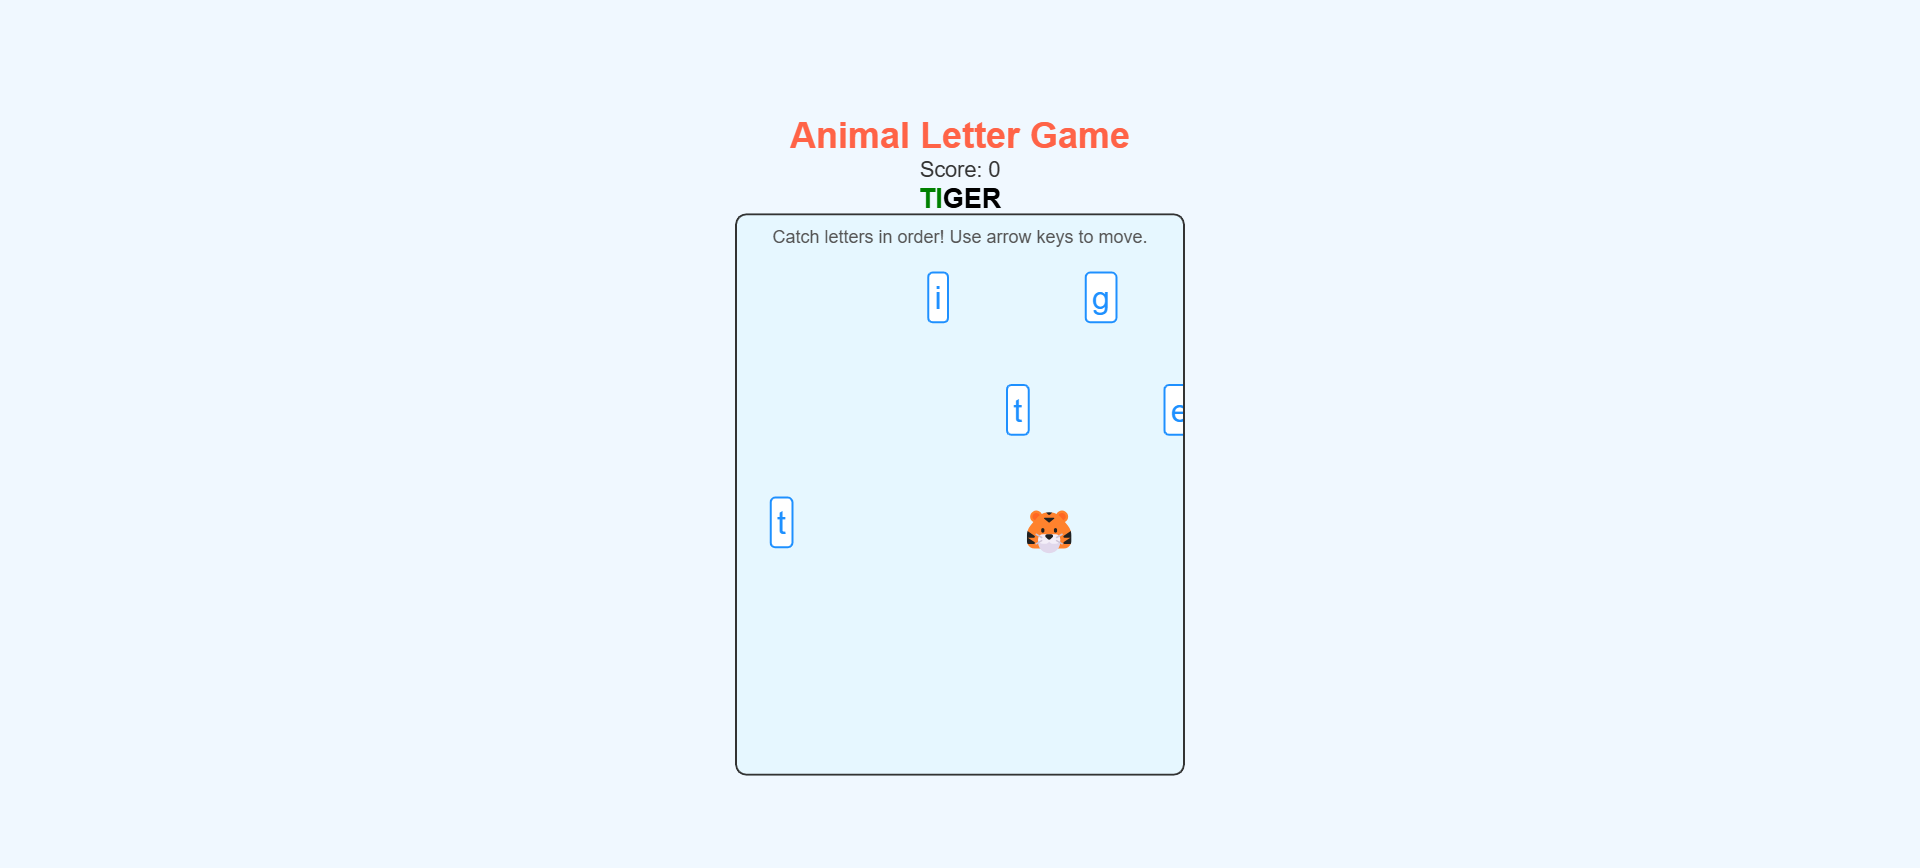 Animal Letter Game
Score: 0
TIGER
Catch letters in order! Use arrow keys to move.
i g
t e
t